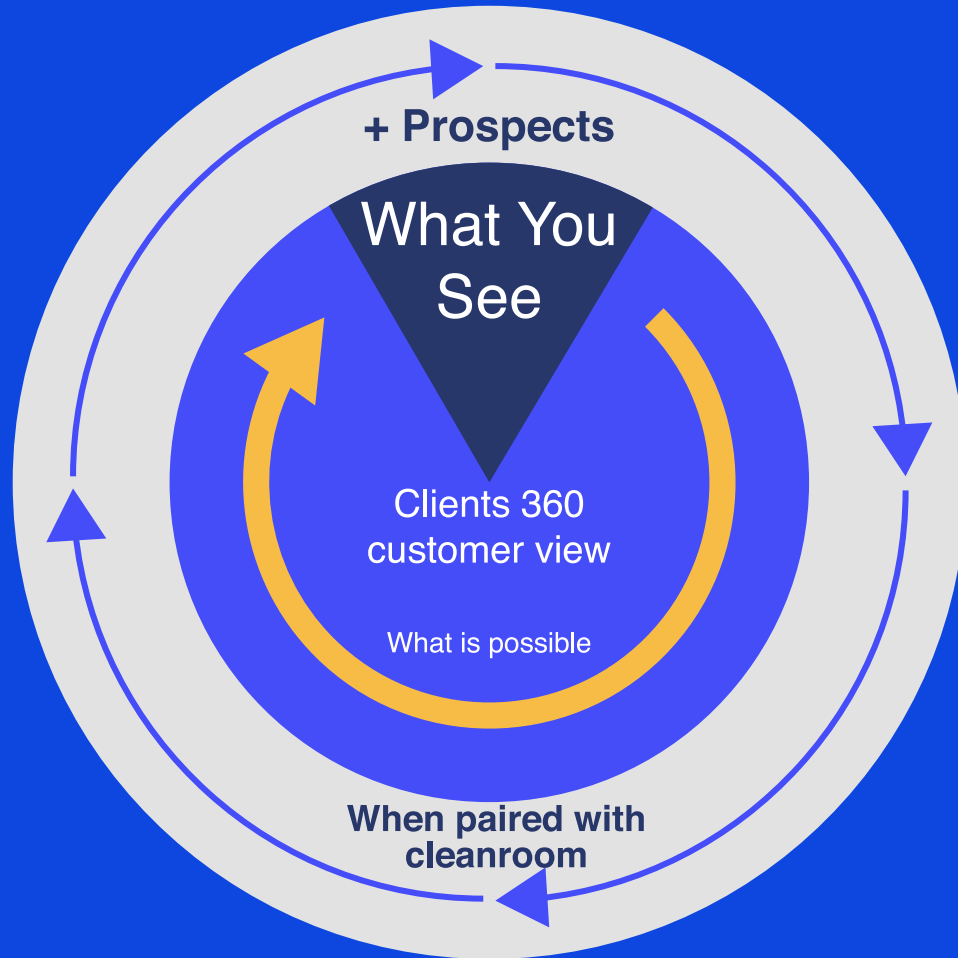 + Prospects
What You
See
Clients 360
customer view
What is possible
When paired with
cleanroom